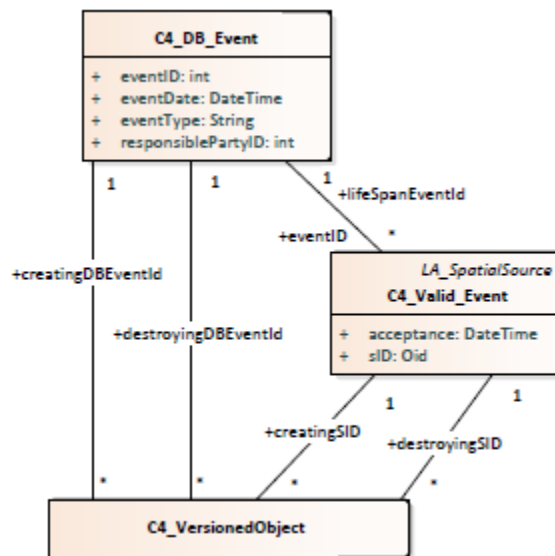 C4_DB_Event
+ eventID: int
+ eventDate: DateTime
+ eventType: String
+ responsiblePartyID: int
1
1
1
+lifeSpanEventId
+eventID
*
+creatingDBEventId
LA_SpatialSource
C4_Valid_Event
+destroyingDBEventId
+ acceptance: DateTime
+ sID: Oid
1
1
+creatingSID
+destroyingSID
*
*
*
*
C4_VersionedObject